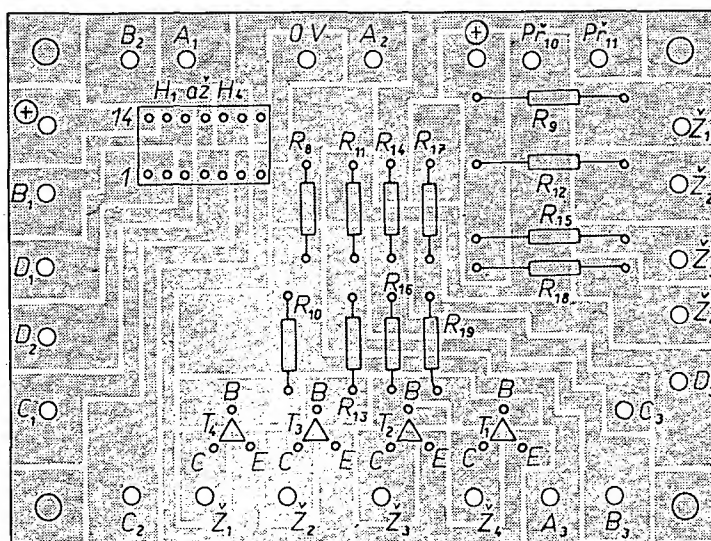 B₂ A₁ 0 V A₂ ⊕ Př₁₀ Př₁₁
H₁ až H₄
⊕ 14
R₉
Ž₁
R₈ R₁₁ R₁₄ R₁₇
1
B₁
R₁₂
Ž₂
R₁₅
D₁
Ž
R₁₈
R₁₀ R₁₆
Ž
D₂
R₁₉
D
B B B B
R₁₃
C₁ T₄ T₃ T₂ T₁ C₃
C E C E C E C E
C₂ Ž₁ Ž₂ Ž₃ Ž₄ A₃ B₃